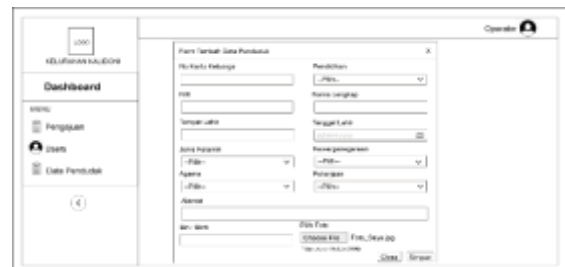 Operator
LOGO
KELURAHAN KALIDONI
Dashboard
MENU
Pengajuan
Users
Data Penduduk
Form Tambah Data Penduduk
X
No Kartu Keluarga
Pendidikan
--Pilih--
NIK
Nama Lengkap
Tempat Lahir
Tanggal Lahir
Jenis Kelamin
Kewarganegaraan
--Pilih--
--Pilih--
Agama
Pekerjaan
--Pilih--
--Pilih--
Alamat
Pilih Foto
Choose File
Foto_Saya.jpg
Close
Simpan